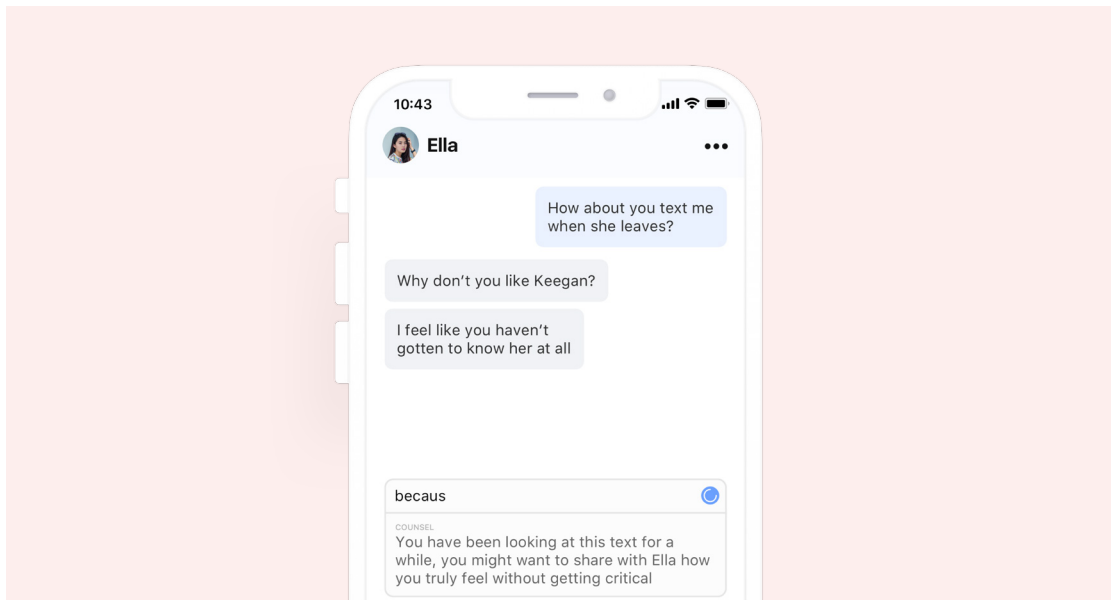 10:43
Ella
How about you text me
when she leaves?
Why don't you like Keegan?
I feel like you haven't
gotten to know her at all
becaus
COUNSEL
You have been looking at this text for a
while, you might want to share with Ella how
you truly feel without getting critical